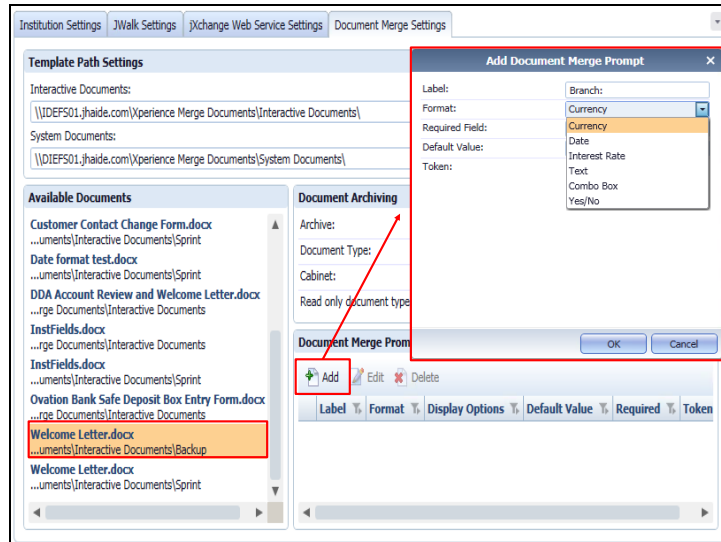 Institution Settings JWalk Settings jXchange Web Service Settings Document Merge Settings
Template Path Settings
Interactive Documents:
\\IDEFS01.jhaide.com\Xperience Merge Documents\Interactive Documents\
System Documents:
\\DIEFS01.jhaide.com\Xperience Merge Documents\System Documents\
Available Documents
Customer Contact Change Form.docx
...uments\Interactive Documents\Sprint
Date format test.docx
...uments\Interactive Documents\Sprint
DDA Account Review and Welcome Letter.docx
...rge Documents\Interactive Documents
InstFields.docx
...rge Documents\Interactive Documents
InstFields.docx
...uments\Interactive Documents\Sprint
Ovation Bank Safe Deposit Box Entry Form.docx
...rge Documents\Interactive Documents
Welcome Letter.docx
...uments\Interactive Documents\Backup
Welcome Letter.docx
...uments\Interactive Documents\Sprint
Document Archiving
Archive:
Document Type:
Cabinet:
Read only document type
Document Merge Prom
Add Edit Delete
Label Format Display Options Default Value Required Token
Add Document Merge Prompt
Label: Branch:
Format: Currency
Required Field:
Default Value:
Token:
Currency
Date
Interest Rate
Text
Combo Box
Yes/No
OK Cancel